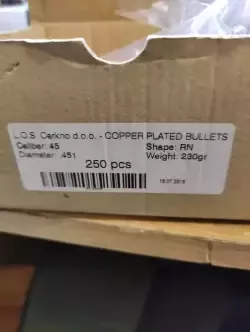 L.O.S. Cerkno d.o.o. - COPPER PLATED BULLETS
Caliber: 45 Shape: RN
Diameter: .451 Weight: 230gr
250 pcs